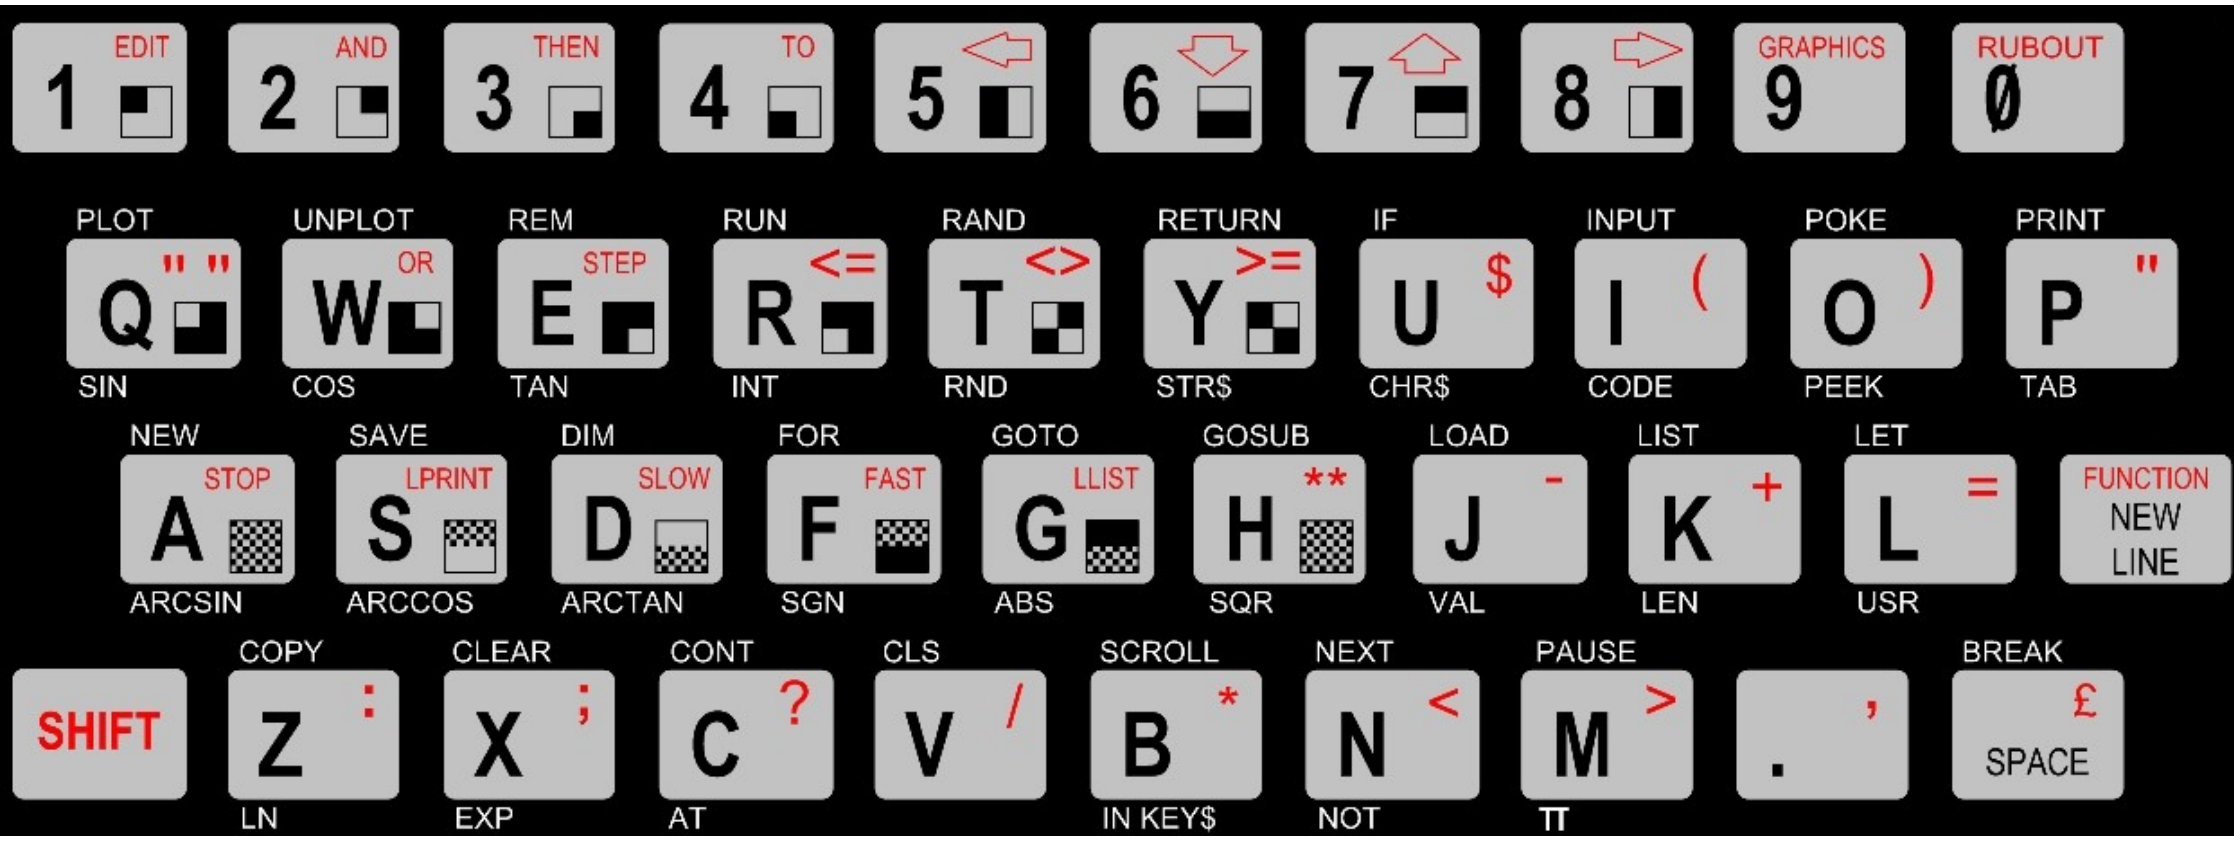 EDIT AND THEN TO GRAPHICS RUBOUT
1 2 3 4 5 6 7 8 9 0
PLOT UNPLOT REM RUN RAND RETURN IF INPUT POKE PRINT
" " OR STEP <= <> >= $ ( ) "
Q W E R T Y U I O P
SIN COS TAN INT RND STR$ CHR$ CODE PEEK TAB
NEW SAVE DIM FOR GOTO GOSUB LOAD LIST LET
STOP LPRINT SLOW FAST LLIST ** - + = FUNCTION
A S D F G H J K L NEW
LINE
ARCSIN ARCCOS ARCTAN SGN ABS SQR VAL LEN USR
COPY CLEAR CONT CLS SCROLL NEXT PAUSE BREAK
: ; ? / * < > , £
SHIFT Z X C V B N M . SPACE
LN EXP AT IN KEY$ NOT π